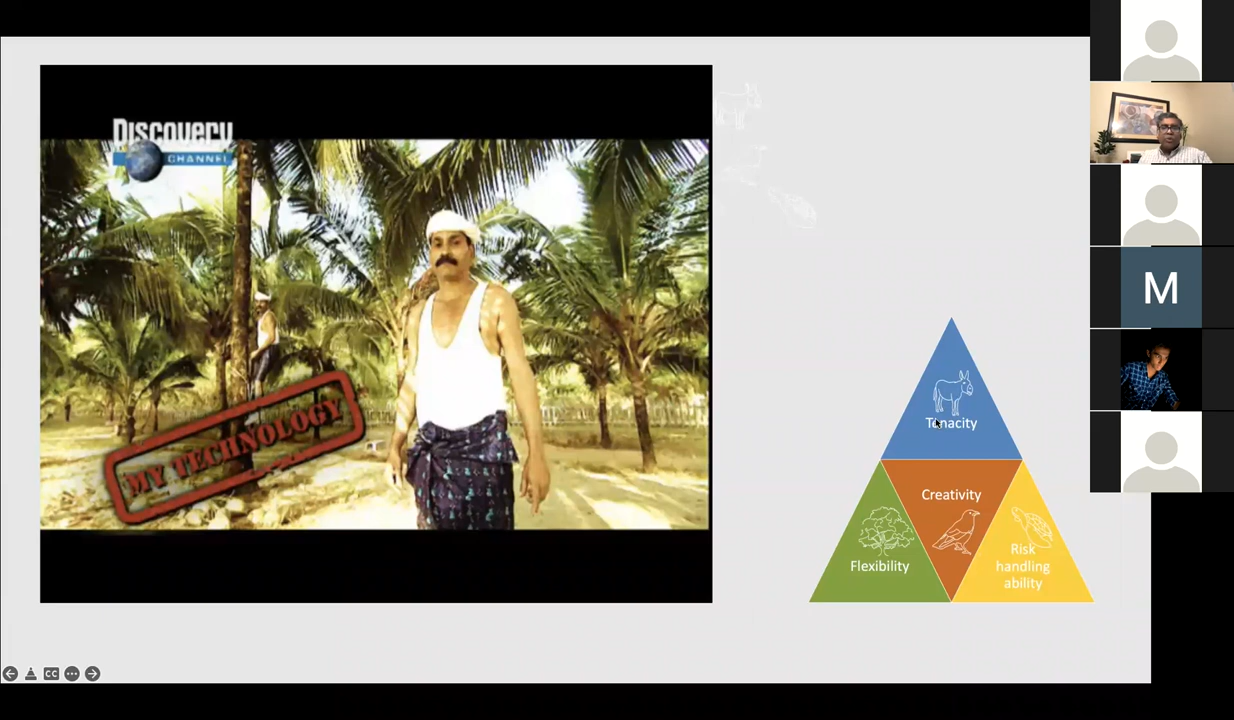 Discovery
CHANNEL
MY TECHNOLOGY
Tenacity
Creativity
Flexibility
Risk
handling
ability
CC
M